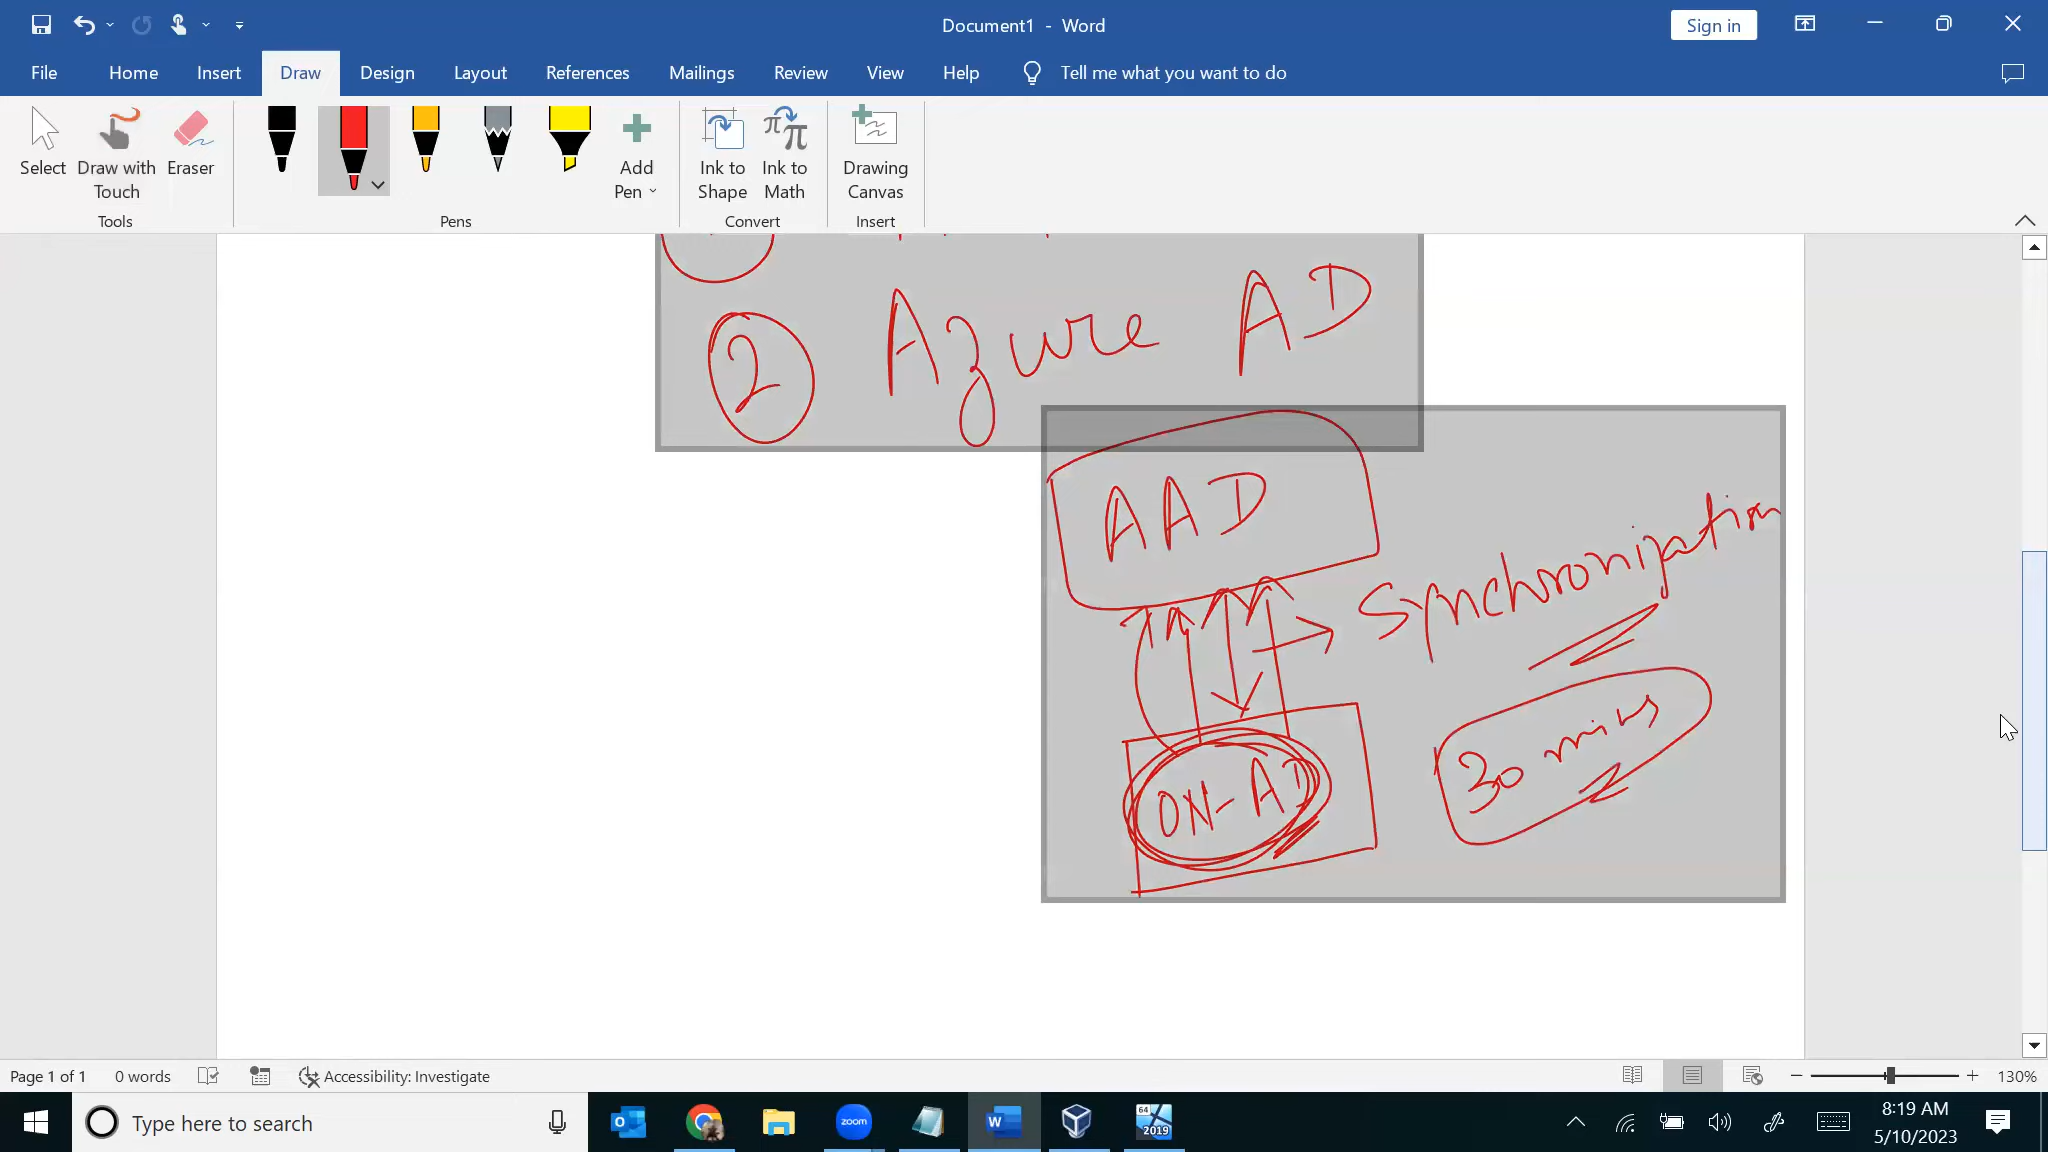 Document1 - Word
Sign in
File Home Insert Draw Design Layout References Mailings Review View Help Tell me what you want to do
Select
Draw with Touch
Eraser
Add Pen
Ink to Shape
Ink to Math
Drawing Canvas
Tools
Pens
Convert
Insert
2 Azure AD
AAD
Synchronization
30 mins
ON-AD
Page 1 of 1 0 words Accessibility: Investigate 130%
Type here to search
zoom
64
2019
8:19 AM
5/10/2023